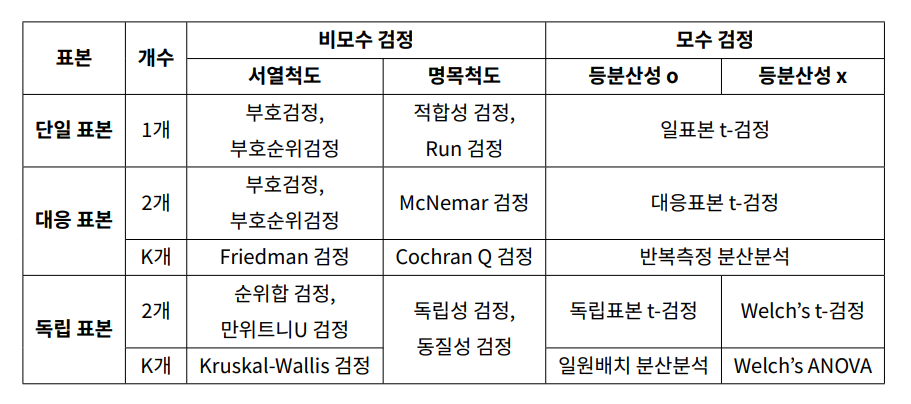 표본 개수 비모수 검정 모수 검정
서열척도 명목척도 등분산성 o 등분산성 x
단일 표본 1개 부호검정, 적합성 검정, 일표본 t-검정
부호순위검정 Run 검정
대응 표본 2개 부호검정, McNemar 검정 대응표본 t-검정
부호순위검정
K개 Friedman 검정 Cochran Q 검정 반복측정 분산분석
독립 표본 2개 순위합 검정, 독립성 검정, 독립표본 t-검정 Welch’s t-검정
만위트니U 검정 동질성 검정
K개 Kruskal-Wallis 검정 일원배치 분산분석 Welch’s ANOVA